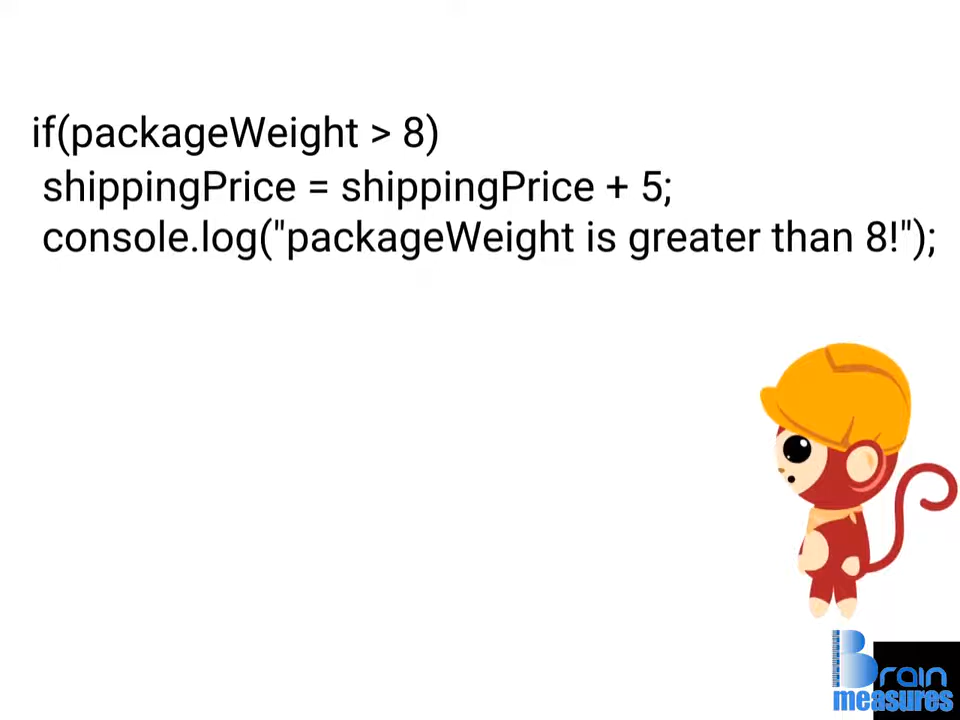 if(packageWeight > 8)
shippingPrice = shippingPrice + 5;
console.log("packageWeight is greater than 8!");
Brain
measures